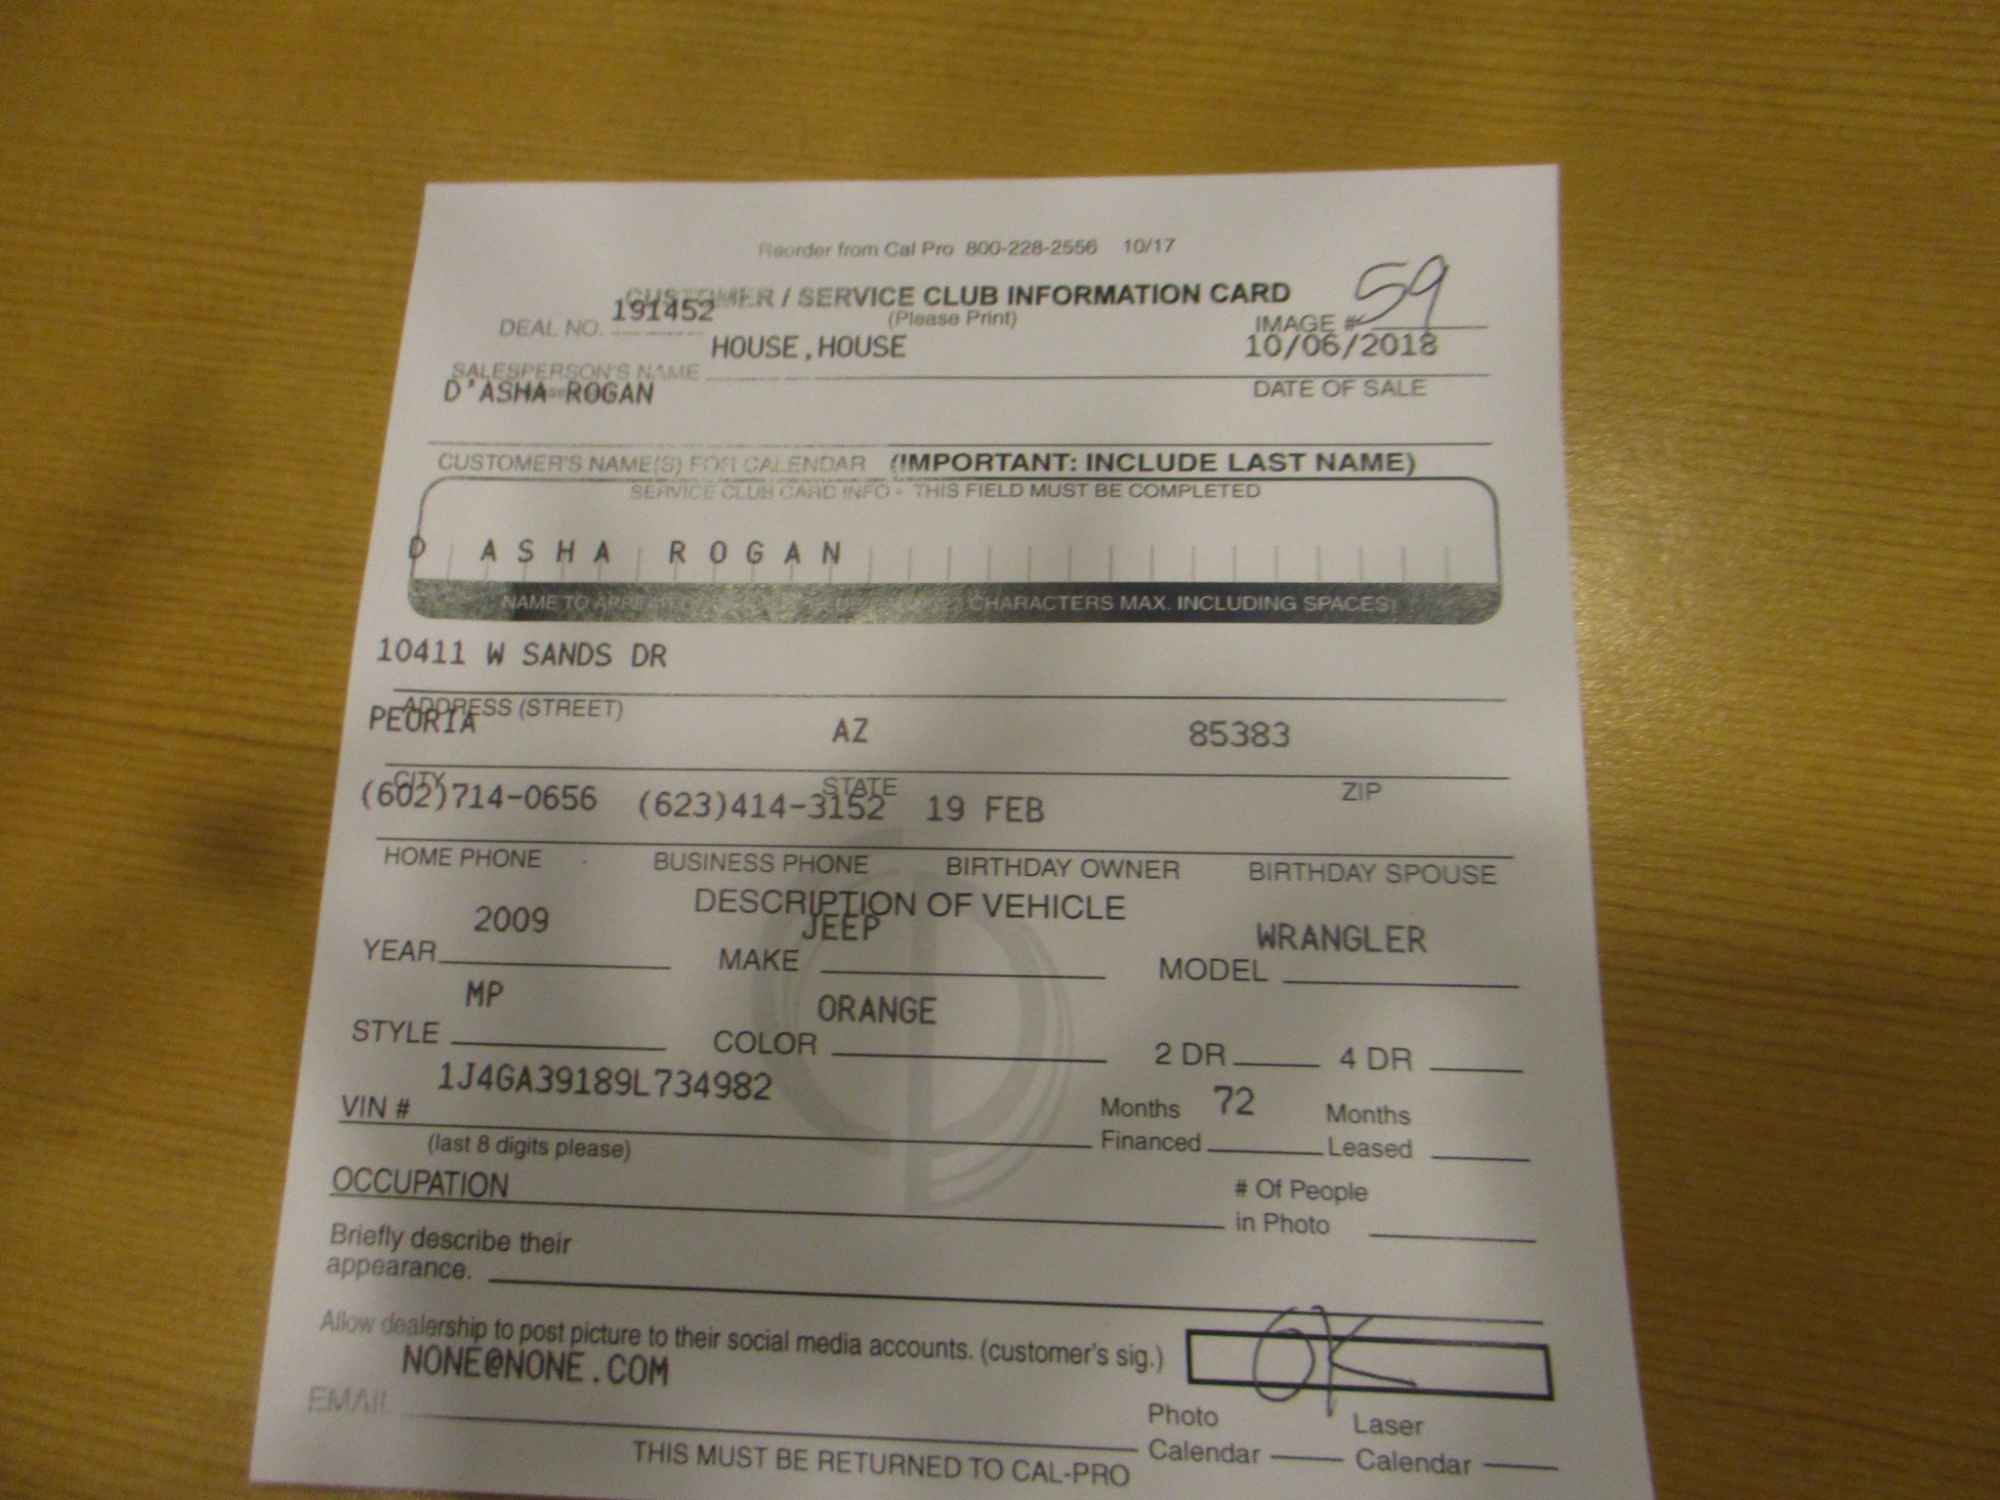 Reorder from Cal Pro 800-228-2556 10/17
CUSTOMER / SERVICE CLUB INFORMATION CARD
(Please Print)
DEAL NO. 191452
IMAGE # 59
HOUSE,HOUSE
10/06/2018
SALESPERSON'S NAME
DATE OF SALE
D'ASHA ROGAN
CUSTOMER'S NAME(S) FOR CALENDAR (IMPORTANT: INCLUDE LAST NAME)
SERVICE CLUB CARD INFO - THIS FIELD MUST BE COMPLETED
D ASHA ROGAN
NAME TO APPEAR CHARACTERS MAX. INCLUDING SPACES)
10411 W SANDS DR
ADDRESS (STREET)
PEORIA AZ 85383
CITY STATE ZIP
(602)714-0656 (623)414-3152 19 FEB
HOME PHONE BUSINESS PHONE BIRTHDAY OWNER BIRTHDAY SPOUSE
DESCRIPTION OF VEHICLE
2009 JEEP WRANGLER
YEAR MAKE MODEL
MP ORANGE
STYLE COLOR 2 DR 4 DR
1J4GA39189L734982
VIN #
(last 8 digits please)
Months 72 Months
Financed Leased
OCCUPATION
# Of People
in Photo
Briefly describe their
appearance.
Allow dealership to post picture to their social media accounts. (customer's sig.) OK
NONE@NONE.COM
EMAIL
Photo Laser
Calendar Calendar
THIS MUST BE RETURNED TO CAL-PRO